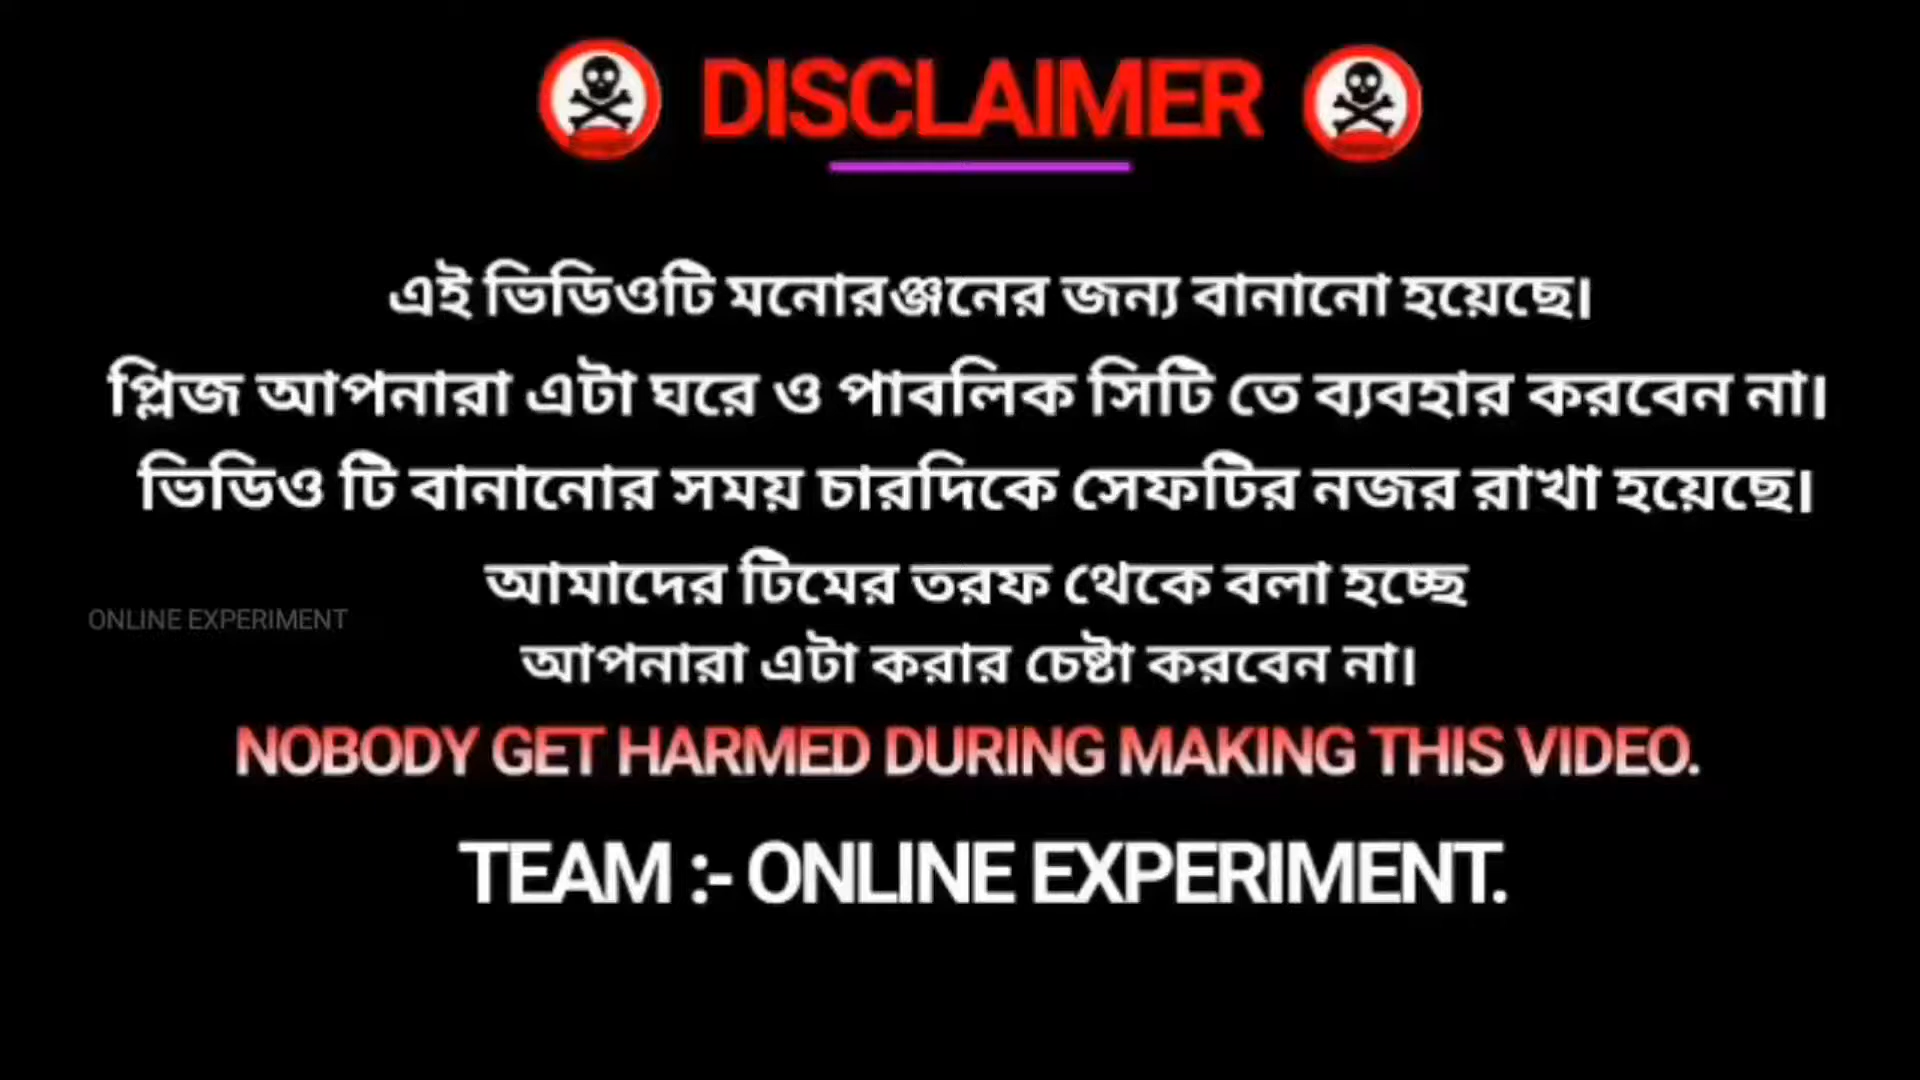 DISCLAIMER
এই ভিডিওটি মনোরঞ্জনের জন্য বানানো হয়েছে।
প্লিজ আপনারা এটা ঘরে ও পাবলিক সিটি তে ব্যবহার করবেন না।
ভিডিও টি বানানোর সময় চারদিকে সেফটির নজর রাখা হয়েছে।
আমাদের টিমের তরফ থেকে বলা হচ্ছে
ONLINE EXPERIMENT
আপনারা এটা করার চেষ্টা করবেন না।
NOBODY GET HARMED DURING MAKING THIS VIDEO.
TEAM :- ONLINE EXPERIMENT.